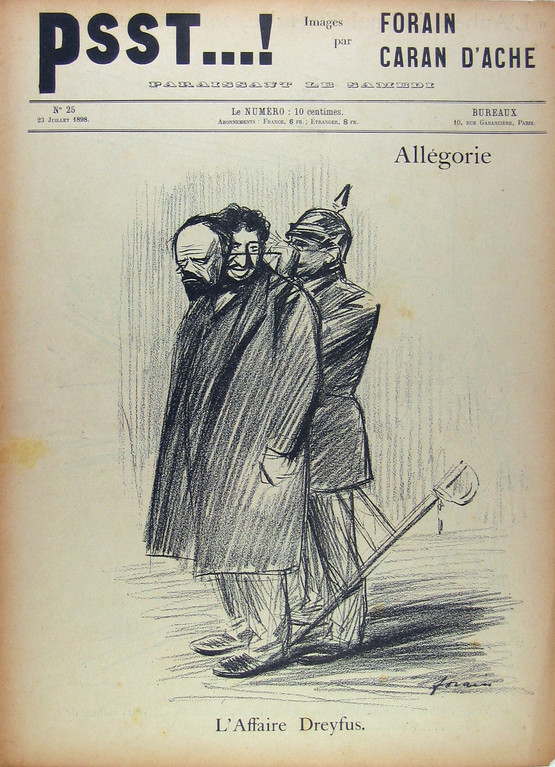 PSST...!
Images
par
FORAIN
CARAN D'ACHE
PARAISSANT LE SAMEDI
N° 25
23 Juillet 1898.
Le NUMÉRO : 10 centimes.
Abonnements : France, 6 fr. ; Étranger, 8 fr.
BUREAUX
10, rue Garancière, Paris.
Allégorie
forain
L'Affaire Dreyfus.